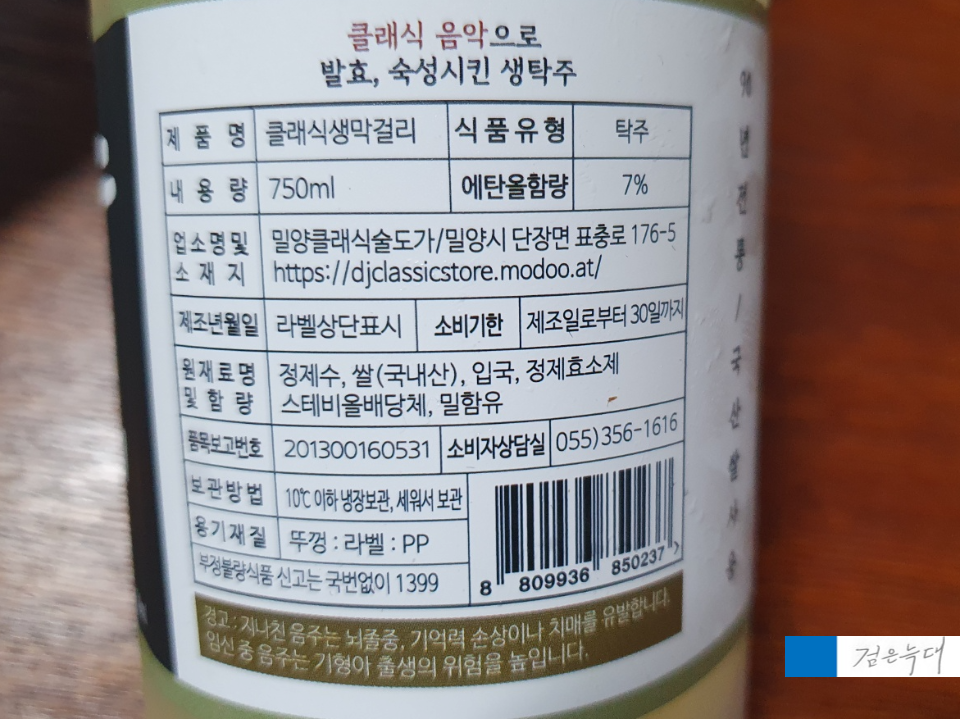 클래식 음악으로
발효, 숙성시킨 생탁주
제 품 명 클래식생막걸리 식품유형 탁주
내 용 량 750ml 에탄올함량 7%
업소명및 소 재 지 밀양클래식술도가/밀양시 단장면 표충로 176-5
https://djclassicstore.modoo.at/
제조년월일 라벨상단표시 소비기한 제조일로부터 30일까지
원재료명 및 함 량 정제수, 쌀(국내산), 입국, 정제효소제
스테비올배당체, 밀함유
품목보고번호 201300160531 소비자상담실 055)356-1616
보관방법 10℃ 이하 냉장보관, 세워서 보관
용기재질 뚜껑 : 라벨 : PP
부정불량식품 신고는 국번없이 1399
8 809936 850237
경고 : 지나친 음주는 뇌졸중, 기억력 손상이나 치매를 유발합니다.
임신 중 음주는 기형아 출생의 위험을 높입니다.
년전통/국산쌀사용
검은늑대